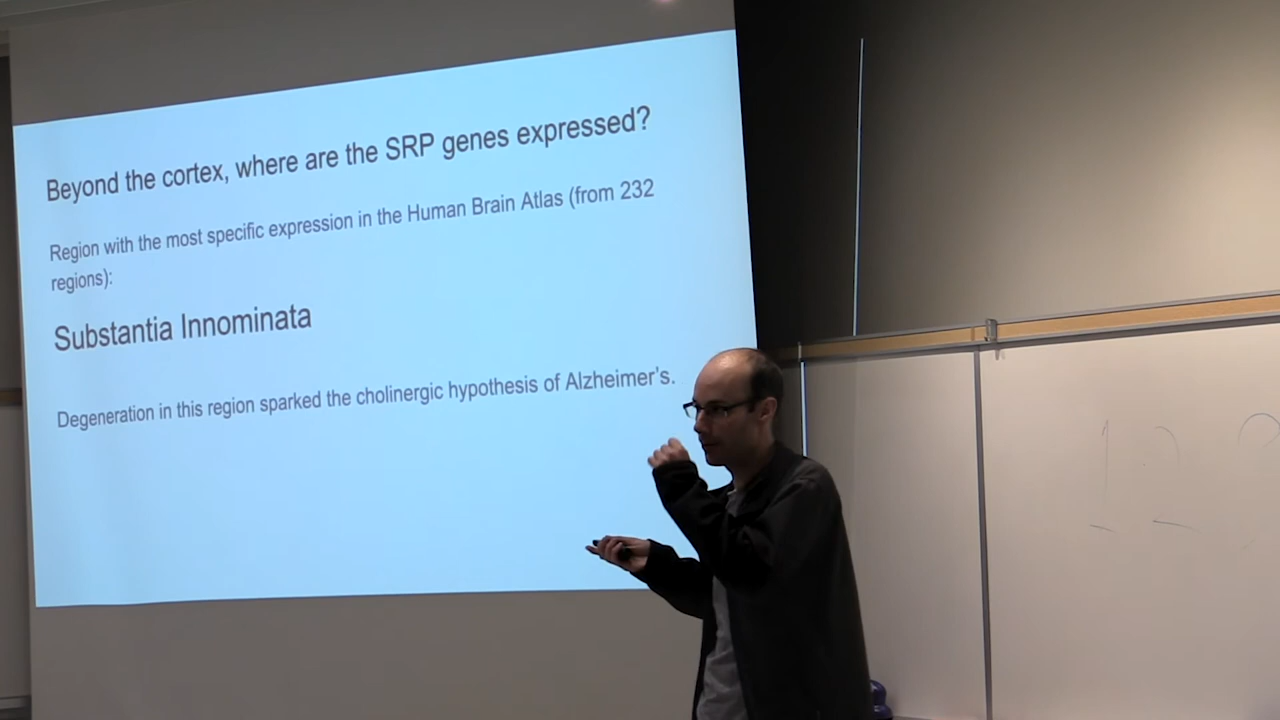 Beyond the cortex, where are the SRP genes expressed?
Region with the most specific expression in the Human Brain Atlas (from 232
regions):
Substantia Innominata
Degeneration in this region sparked the cholinergic hypothesis of Alzheimer's.